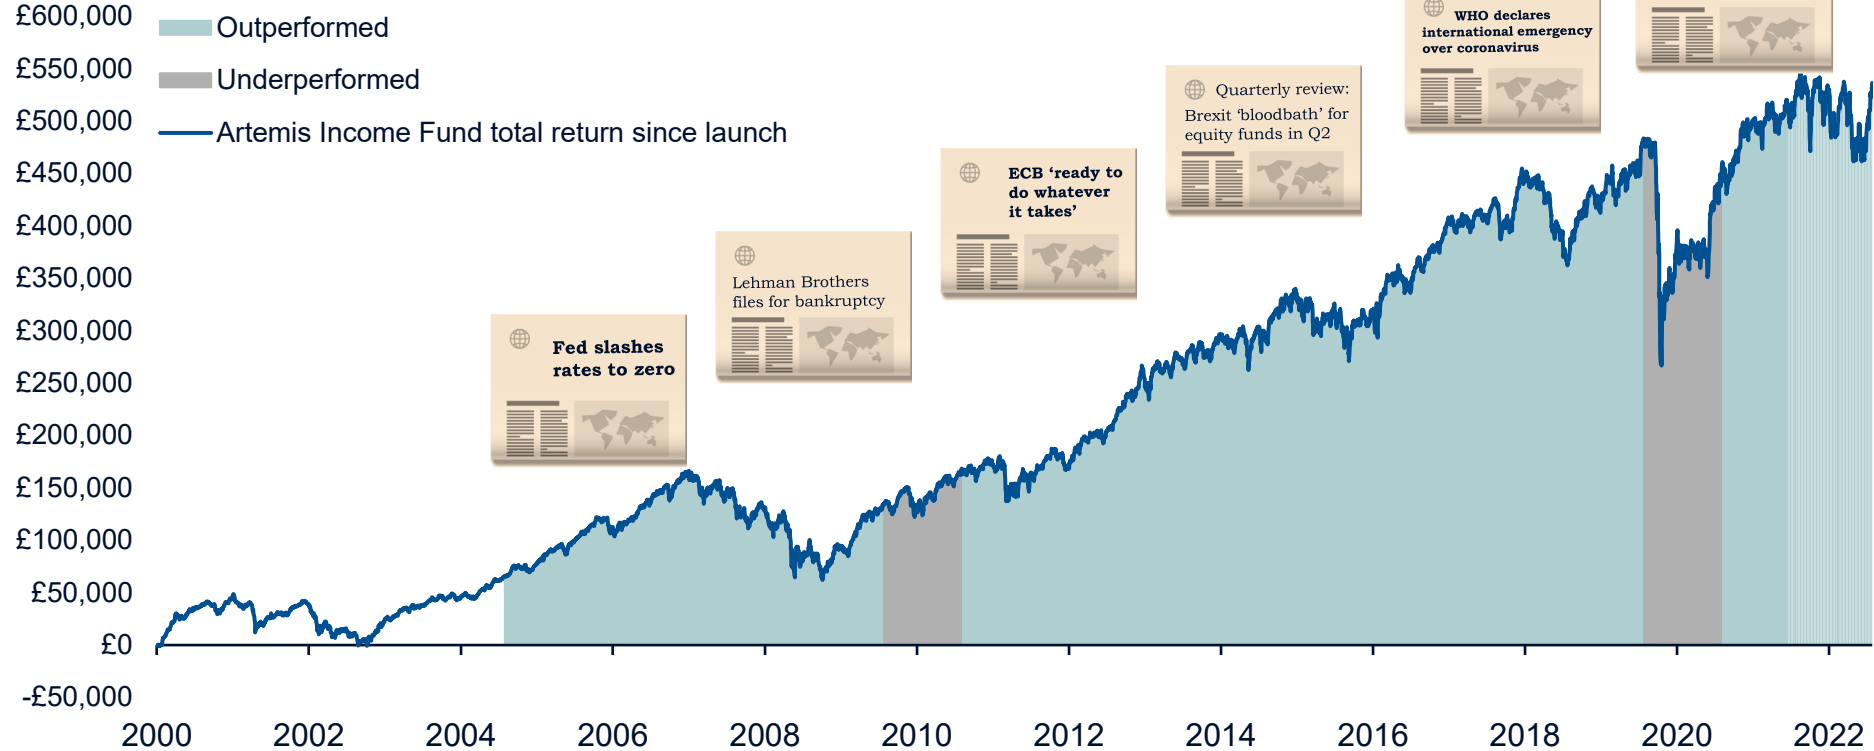 £600,000
£550,000
£500,000
£450,000
£400,000
£350,000
£300,000
£250,000
£200,000
£150,000
£100,000
£50,000
£0
-£50,000
Outperformed
Underperformed
Artemis Income Fund total return since launch
Fed slashes
rates to zero
Lehman Brothers
files for bankruptcy
ECB ‘ready to
do whatever
it takes’
Quarterly review:
Brexit ‘bloodbath’ for
equity funds in Q2
WHO declares
international emergency
over coronavirus
2000 2002 2004 2006 2008 2010 2012 2014 2016 2018 2020 2022